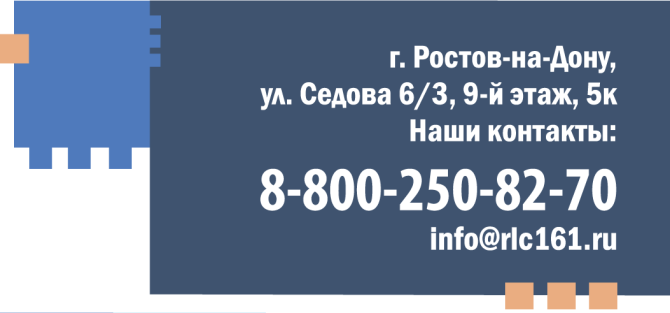 г. Ростов-на-Дону,
ул. Седова 6/3, 9-й этаж, 5к
Наши контакты:
8-800-250-82-70
info@rlc161.ru